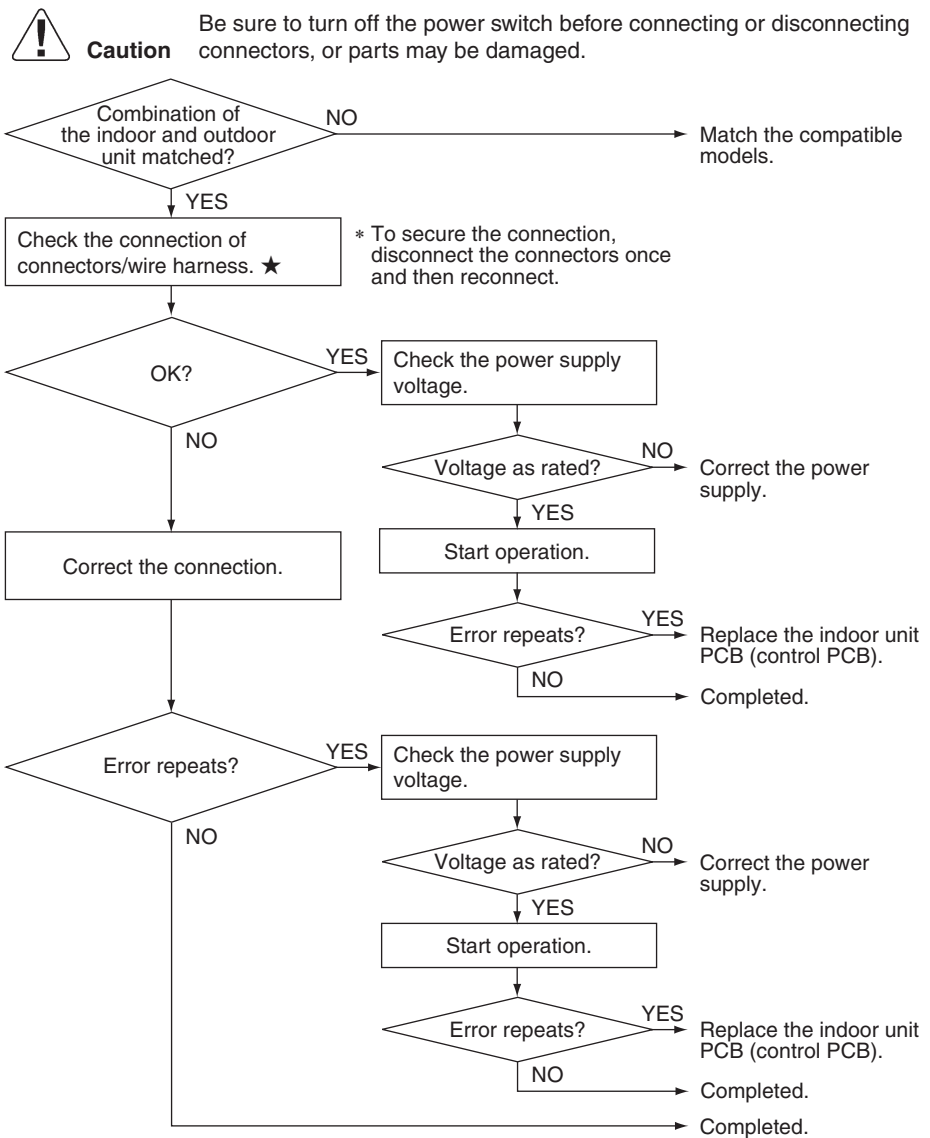 Be sure to turn off the power switch before connecting or disconnecting
Caution connectors, or parts may be damaged.
Combination of
the indoor and outdoor
unit matched?
NO
Match the compatible
models.
YES
Check the connection of
connectors/wire harness. ★
* To secure the connection,
disconnect the connectors once
and then reconnect.
OK?
YES
Check the power supply
voltage.
NO
Voltage as rated?
NO
Correct the power
supply.
YES
Start operation.
Correct the connection.
Error repeats?
YES
Replace the indoor unit
PCB (control PCB).
NO
Completed.
Error repeats?
YES
Check the power supply
voltage.
NO
Voltage as rated?
NO
Correct the power
supply.
YES
Start operation.
Error repeats?
YES
Replace the indoor unit
PCB (control PCB).
NO
Completed.
Completed.